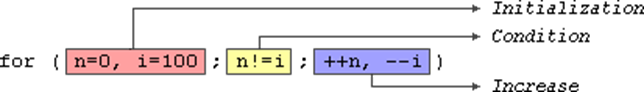 Initialization
Condition
for ( n=0, i=100 ; n!=i ; ++n, --i )
Increase